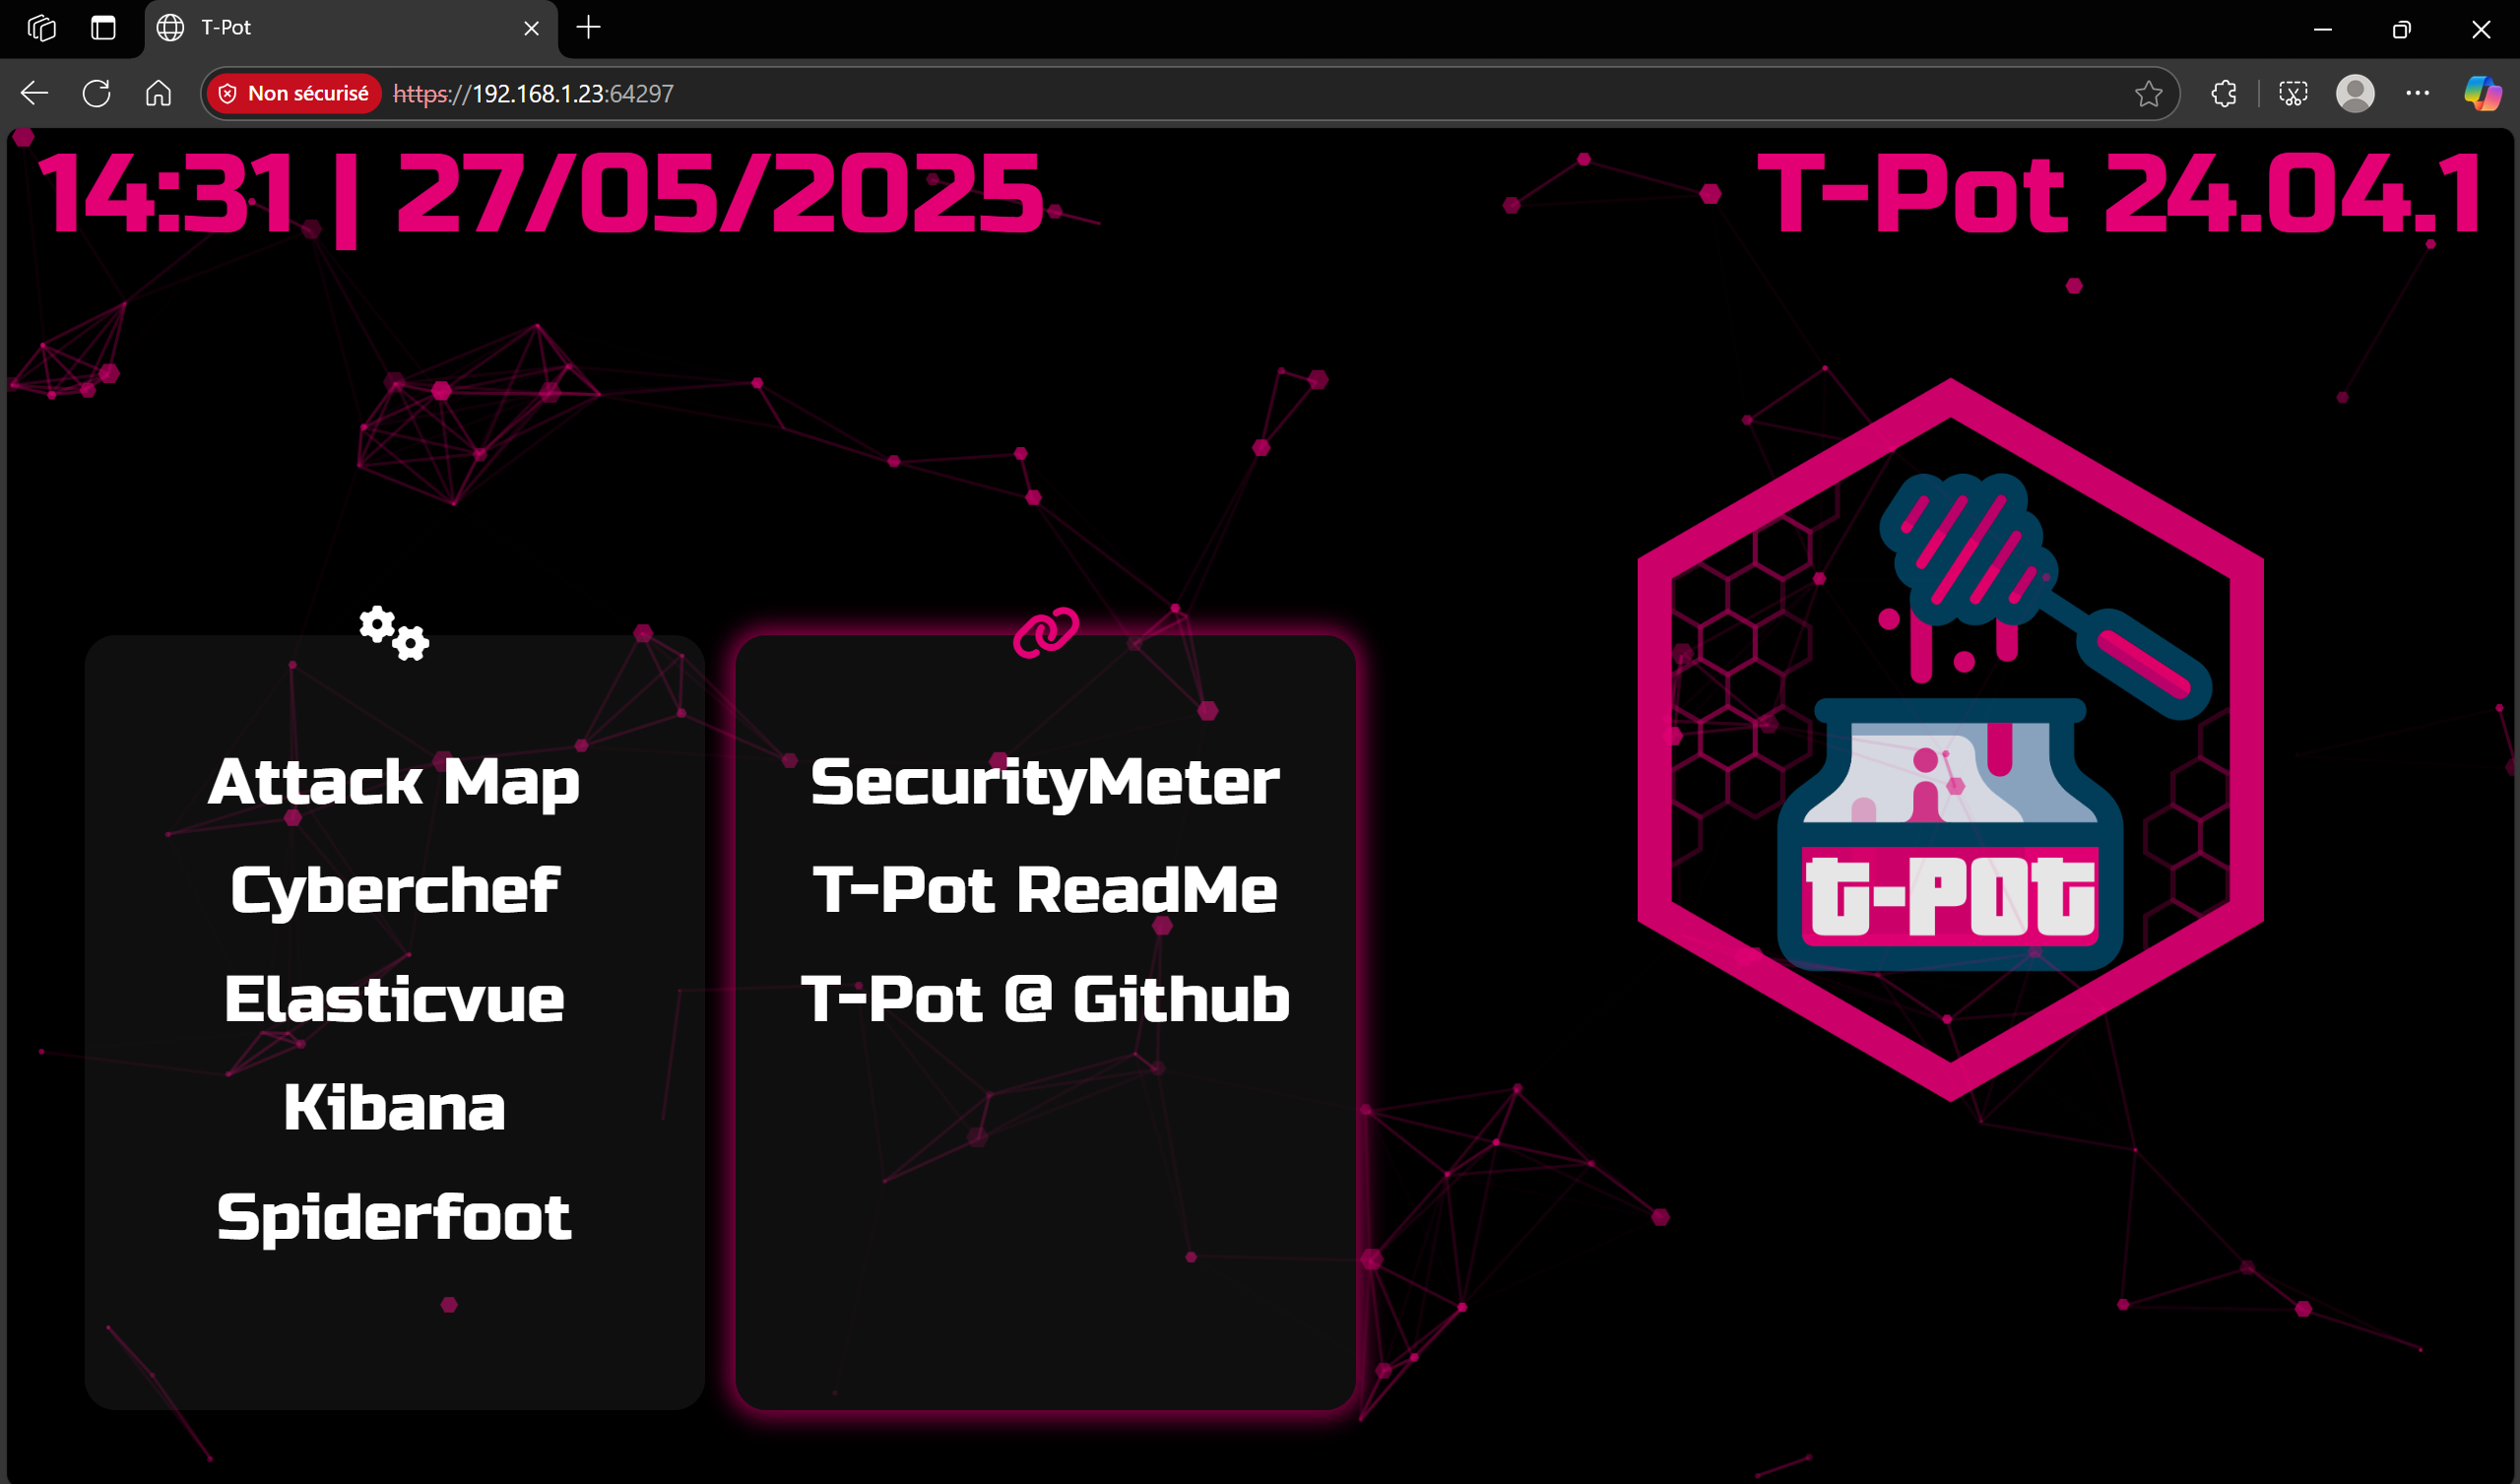 T-Pot
Non sécurisé https://192.168.1.23:64297
14:31 | 27/05/2025
T-Pot 24.04.1
Attack Map
Cyberchef
Elasticvue
Kibana
Spiderfoot
SecurityMeter
T-Pot ReadMe
T-Pot @ Github
t-Pot